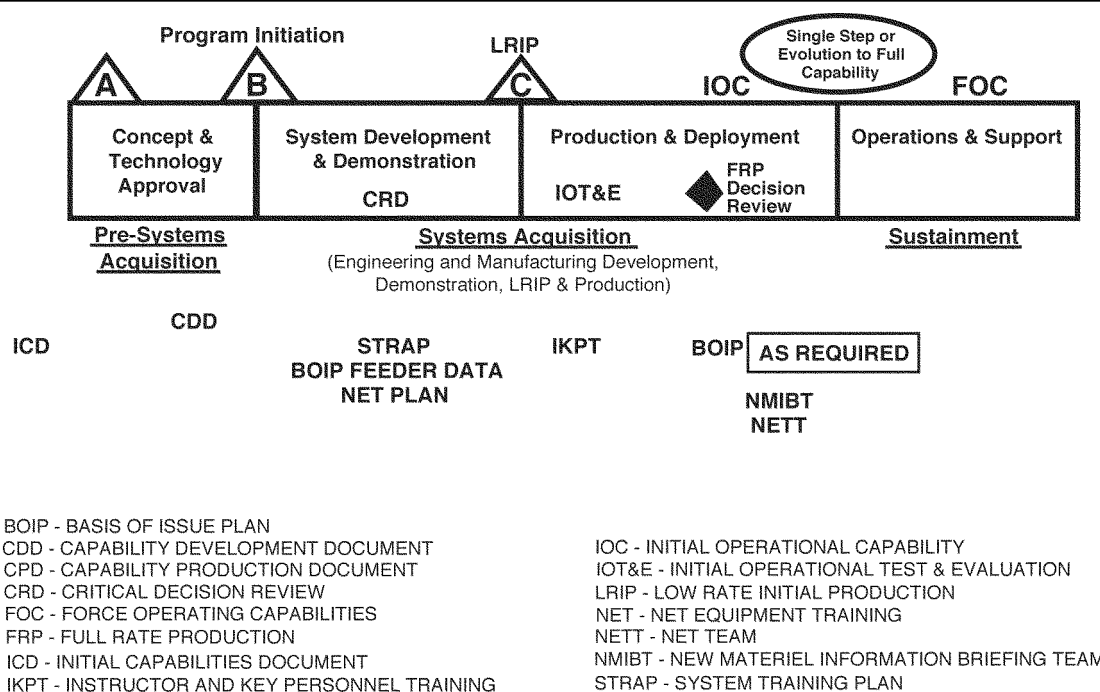 Program Initiation
LRIP
Single Step or
Evolution to Full
Capability
A
B
C
IOC
FOC
Concept &
Technology
Approval
System Development
& Demonstration
CRD
Production & Deployment
IOT&E
FRP
Decision
Review
Operations & Support
Pre-Systems
Acquisition
Systems Acquisition
(Engineering and Manufacturing Development,
Demonstration, LRIP & Production)
Sustainment
CDD
ICD
STRAP
BOIP FEEDER DATA
NET PLAN
IKPT
BOIP
AS REQUIRED
NMIBT
NETT
BOIP - BASIS OF ISSUE PLAN
CDD - CAPABILITY DEVELOPMENT DOCUMENT
CPD - CAPABILITY PRODUCTION DOCUMENT
CRD - CRITICAL DECISION REVIEW
FOC - FORCE OPERATING CAPABILITIES
FRP - FULL RATE PRODUCTION
ICD - INITIAL CAPABILITIES DOCUMENT
IKPT - INSTRUCTOR AND KEY PERSONNEL TRAINING
IOC - INITIAL OPERATIONAL CAPABILITY
IOT&E - INITIAL OPERATIONAL TEST & EVALUATION
LRIP - LOW RATE INITIAL PRODUCTION
NET - NET EQUIPMENT TRAINING
NETT - NET TEAM
NMIBT - NEW MATERIEL INFORMATION BRIEFING TEAM
STRAP - SYSTEM TRAINING PLAN